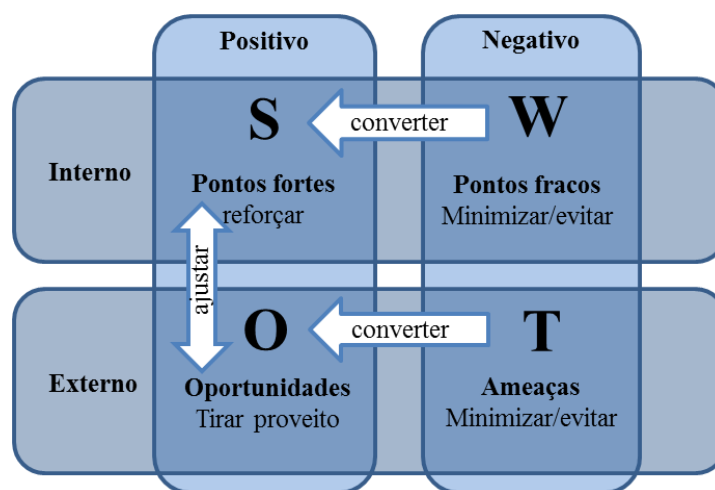 Positivo
Negativo
S
converter
W
Interno
Pontos fortes
reforçar
Pontos fracos
Minimizar/evitar
ajustar
O
converter
T
Externo
Oportunidades
Tirar proveito
Ameaças
Minimizar/evitar